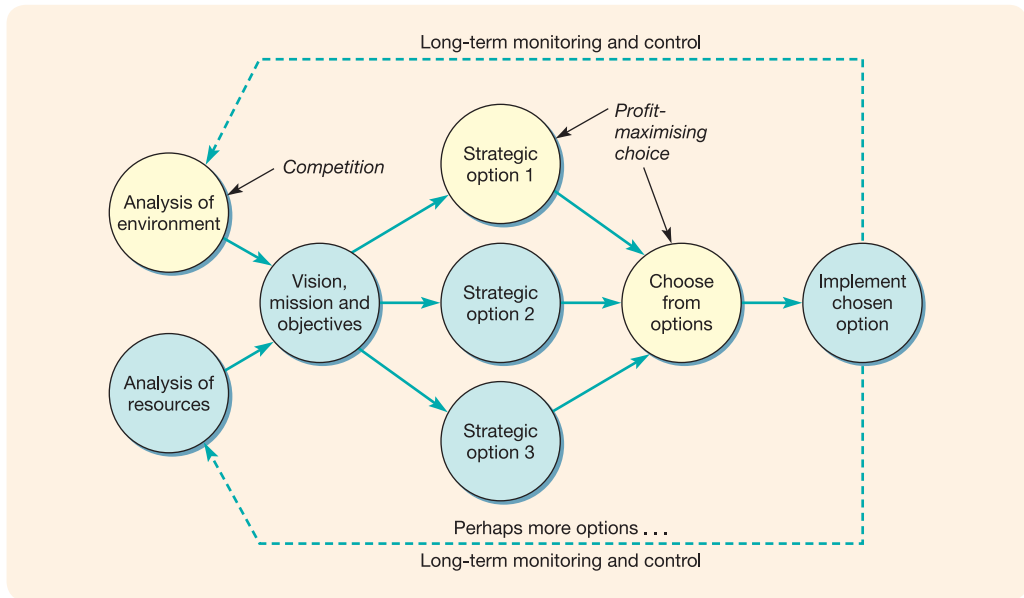 Long-term monitoring and control
Profit-
maximising
choice
Competition
Analysis of
environment
Strategic
option 1
Vision,
mission and
objectives
Strategic
option 2
Choose
from
options
Implement
chosen
option
Analysis of
resources
Strategic
option 3
Perhaps more options . . .
Long-term monitoring and control